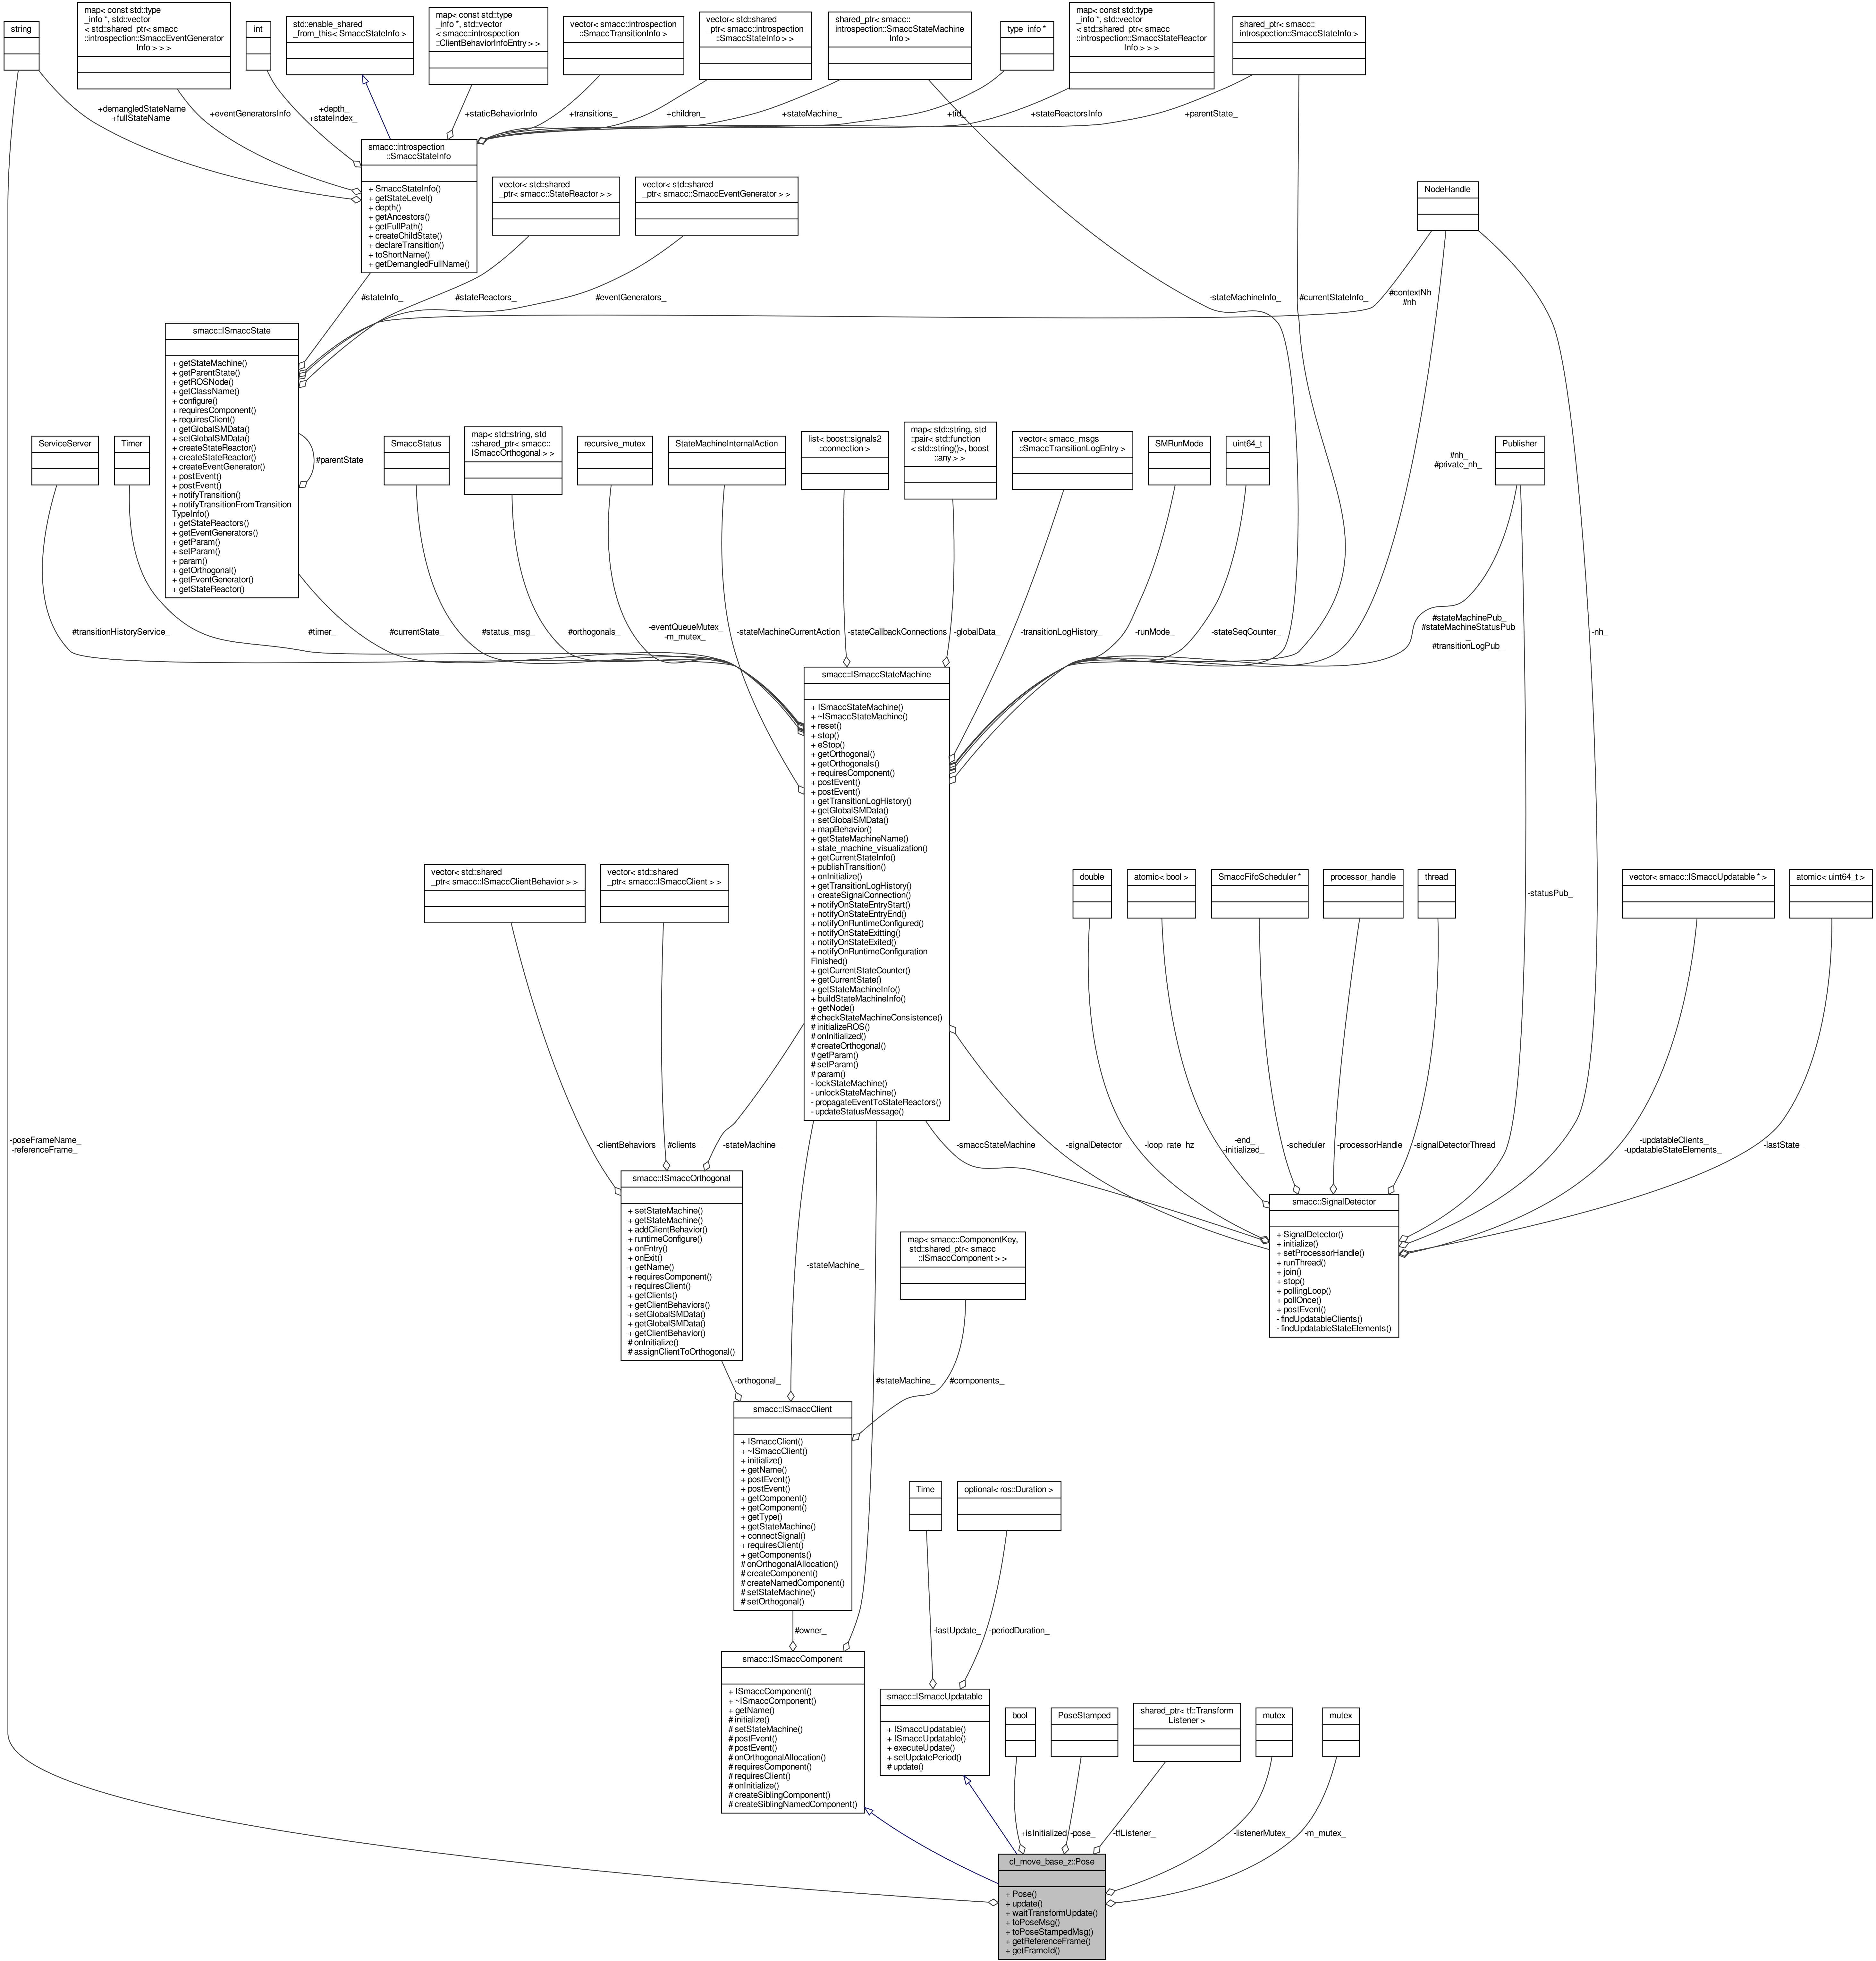 string
map< const std::type
_info *, std::vector
< std::shared_ptr< smacc
::introspection::SmaccEventGenerator
Info > > >
int
std::enable_shared
_from_this< SmaccStateInfo >
map< const std::type
_info *, std::vector
< smacc::introspection
::ClientBehaviorInfoEntry > >
vector< smacc::introspection
::SmaccTransitionInfo >
vector< std::shared
_ptr< smacc::introspection
::SmaccStateInfo > >
shared_ptr< smacc::
introspection::SmaccStateMachine
Info >
type_info *
map< const std::type
_info *, std::vector
< std::shared_ptr< smacc
::introspection::SmaccStateReactor
Info > > >
shared_ptr< smacc::
introspection::SmaccStateInfo >
+demangledStateName
+fullStateName
+eventGeneratorsInfo
+depth_
+stateIndex_
+staticBehaviorInfo
+transitions_
+children_
+stateMachine_
+tid_
+stateReactorsInfo
+parentState_
smacc::introspection
::SmaccStateInfo
+ SmaccStateInfo()
+ getStateLevel()
+ depth()
+ getAncestors()
+ getFullPath()
+ createChildState()
+ declareTransition()
+ toShortName()
+ getDemangledFullName()
vector< std::shared
_ptr< smacc::StateReactor > >
vector< std::shared
_ptr< smacc::SmaccEventGenerator > >
NodeHandle
#stateInfo_
#stateReactors_
#eventGenerators_
-stateMachineInfo_
#currentStateInfo_
#contextNh
#nh
smacc::ISmaccState
+ getStateMachine()
+ getParentState()
+ getROSNode()
+ getClassName()
+ configure()
+ requiresComponent()
+ requiresClient()
+ getGlobalSMData()
+ setGlobalSMData()
+ createStateReactor()
+ createStateReactor()
+ createEventGenerator()
+ postEvent()
+ postEvent()
+ notifyTransition()
+ notifyTransitionFromTransition
TypeInfo()
+ getStateReactors()
+ getEventGenerators()
+ getParam()
+ setParam()
+ param()
+ getOrthogonal()
+ getEventGenerator()
+ getStateReactor()
#parentState_
ServiceServer
Timer
SmaccStatus
map< std::string, std
::shared_ptr< smacc::
ISmaccOrthogonal > >
recursive_mutex
StateMachineInternalAction
list< boost::signals2
::connection >
map< std::string, std
::pair< std::function
< std::string()>, boost
::any > >
vector< smacc_msgs
::SmaccTransitionLogEntry >
SMRunMode
uint64_t
Publisher
#nh_
#private_nh_
#transitionHistoryService_
#timer_
#currentState_
#status_msg_
#orthogonals_
-eventQueueMutex_
-m_mutex_
-stateMachineCurrentAction
-stateCallbackConnections
-globalData_
-transitionLogHistory_
-runMode_
-stateSeqCounter_
#stateMachinePub_
#stateMachineStatusPub
_
#transitionLogPub_
-nh_
smacc::ISmaccStateMachine
+ ISmaccStateMachine()
+ ~ISmaccStateMachine()
+ reset()
+ stop()
+ eStop()
+ getOrthogonal()
+ getOrthogonals()
+ requiresComponent()
+ postEvent()
+ postEvent()
+ getTransitionLogHistory()
+ getGlobalSMData()
+ setGlobalSMData()
+ mapBehavior()
+ getStateMachineName()
+ state_machine_visualization()
+ getCurrentStateInfo()
+ publishTransition()
+ onInitialize()
+ getTransitionLogHistory()
+ createSignalConnection()
+ notifyOnStateEntryStart()
+ notifyOnStateEntryEnd()
+ notifyOnRuntimeConfigured()
+ notifyOnStateExitting()
+ notifyOnStateExited()
+ notifyOnRuntimeConfiguration
Finished()
+ getCurrentStateCounter()
+ getCurrentState()
+ getStateMachineInfo()
+ buildStateMachineInfo()
+ getNode()
# checkStateMachineConsistence()
# initializeROS()
# onInitialized()
# createOrthogonal()
# getParam()
# setParam()
# param()
- lockStateMachine()
- unlockStateMachine()
- propagateEventToStateReactors()
- updateStatusMessage()
vector< std::shared
_ptr< smacc::ISmaccClientBehavior > >
vector< std::shared
_ptr< smacc::ISmaccClient > >
double
atomic< bool >
SmaccFifoScheduler *
processor_handle
thread
-statusPub_
vector< smacc::ISmaccUpdatable * >
atomic< uint64_t >
-poseFrameName_
-referenceFrame_
-clientBehaviors_
#clients_
-stateMachine_
-smaccStateMachine_
-signalDetector_
-loop_rate_hz
-end_
-initialized_
-scheduler_
-processorHandle_
-signalDetectorThread_
-updatableClients_
-updatableStateElements_
-lastState_
smacc::ISmaccOrthogonal
+ setStateMachine()
+ getStateMachine()
+ addClientBehavior()
+ runtimeConfigure()
+ onEntry()
+ onExit()
+ getName()
+ requiresComponent()
+ requiresClient()
+ getClients()
+ getClientBehaviors()
+ setGlobalSMData()
+ getGlobalSMData()
+ getClientBehavior()
# onInitialize()
# assignClientToOrthogonal()
smacc::SignalDetector
+ SignalDetector()
+ initialize()
+ setProcessorHandle()
+ runThread()
+ join()
+ stop()
+ pollingLoop()
+ pollOnce()
+ postEvent()
- findUpdatableClients()
- findUpdatableStateElements()
map< smacc::ComponentKey,
std::shared_ptr< smacc
::ISmaccComponent > >
-stateMachine_
-orthogonal_
#stateMachine_
#components_
smacc::ISmaccClient
+ ISmaccClient()
+ ~ISmaccClient()
+ initialize()
+ getName()
+ postEvent()
+ postEvent()
+ getComponent()
+ getComponent()
+ getType()
+ getStateMachine()
+ connectSignal()
+ requiresClient()
+ getComponents()
# onOrthogonalAllocation()
# createComponent()
# createNamedComponent()
# setStateMachine()
# setOrthogonal()
Time
optional< ros::Duration >
#owner_
-lastUpdate_
-periodDuration_
smacc::ISmaccComponent
+ ISmaccComponent()
+ ~ISmaccComponent()
+ getName()
# initialize()
# setStateMachine()
# postEvent()
# postEvent()
# onOrthogonalAllocation()
# requiresComponent()
# requiresClient()
# onInitialize()
# createSiblingComponent()
# createSiblingNamedComponent()
smacc::ISmaccUpdatable
+ ISmaccUpdatable()
+ ISmaccUpdatable()
+ executeUpdate()
+ setUpdatePeriod()
# update()
bool
PoseStamped
shared_ptr< tf::Transform
Listener >
mutex
mutex
+isInitialized
-pose_
-tfListener_
-listenerMutex_
-m_mutex_
cl_move_base_z::Pose
+ Pose()
+ update()
+ waitTransformUpdate()
+ toPoseMsg()
+ toPoseStampedMsg()
+ getReferenceFrame()
+ getFrameId()